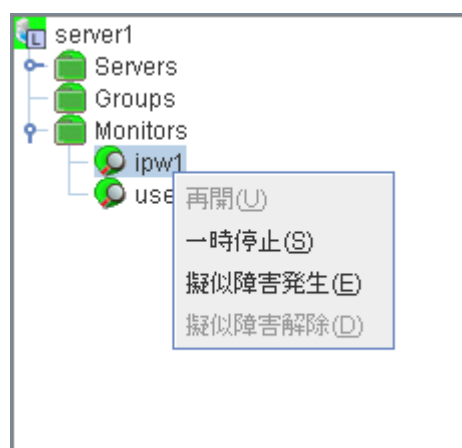 server1
Servers
Groups
Monitors
ipw1
use
再開(U)
一時停止(S)
擬似障害発生(E)
擬似障害解除(D)